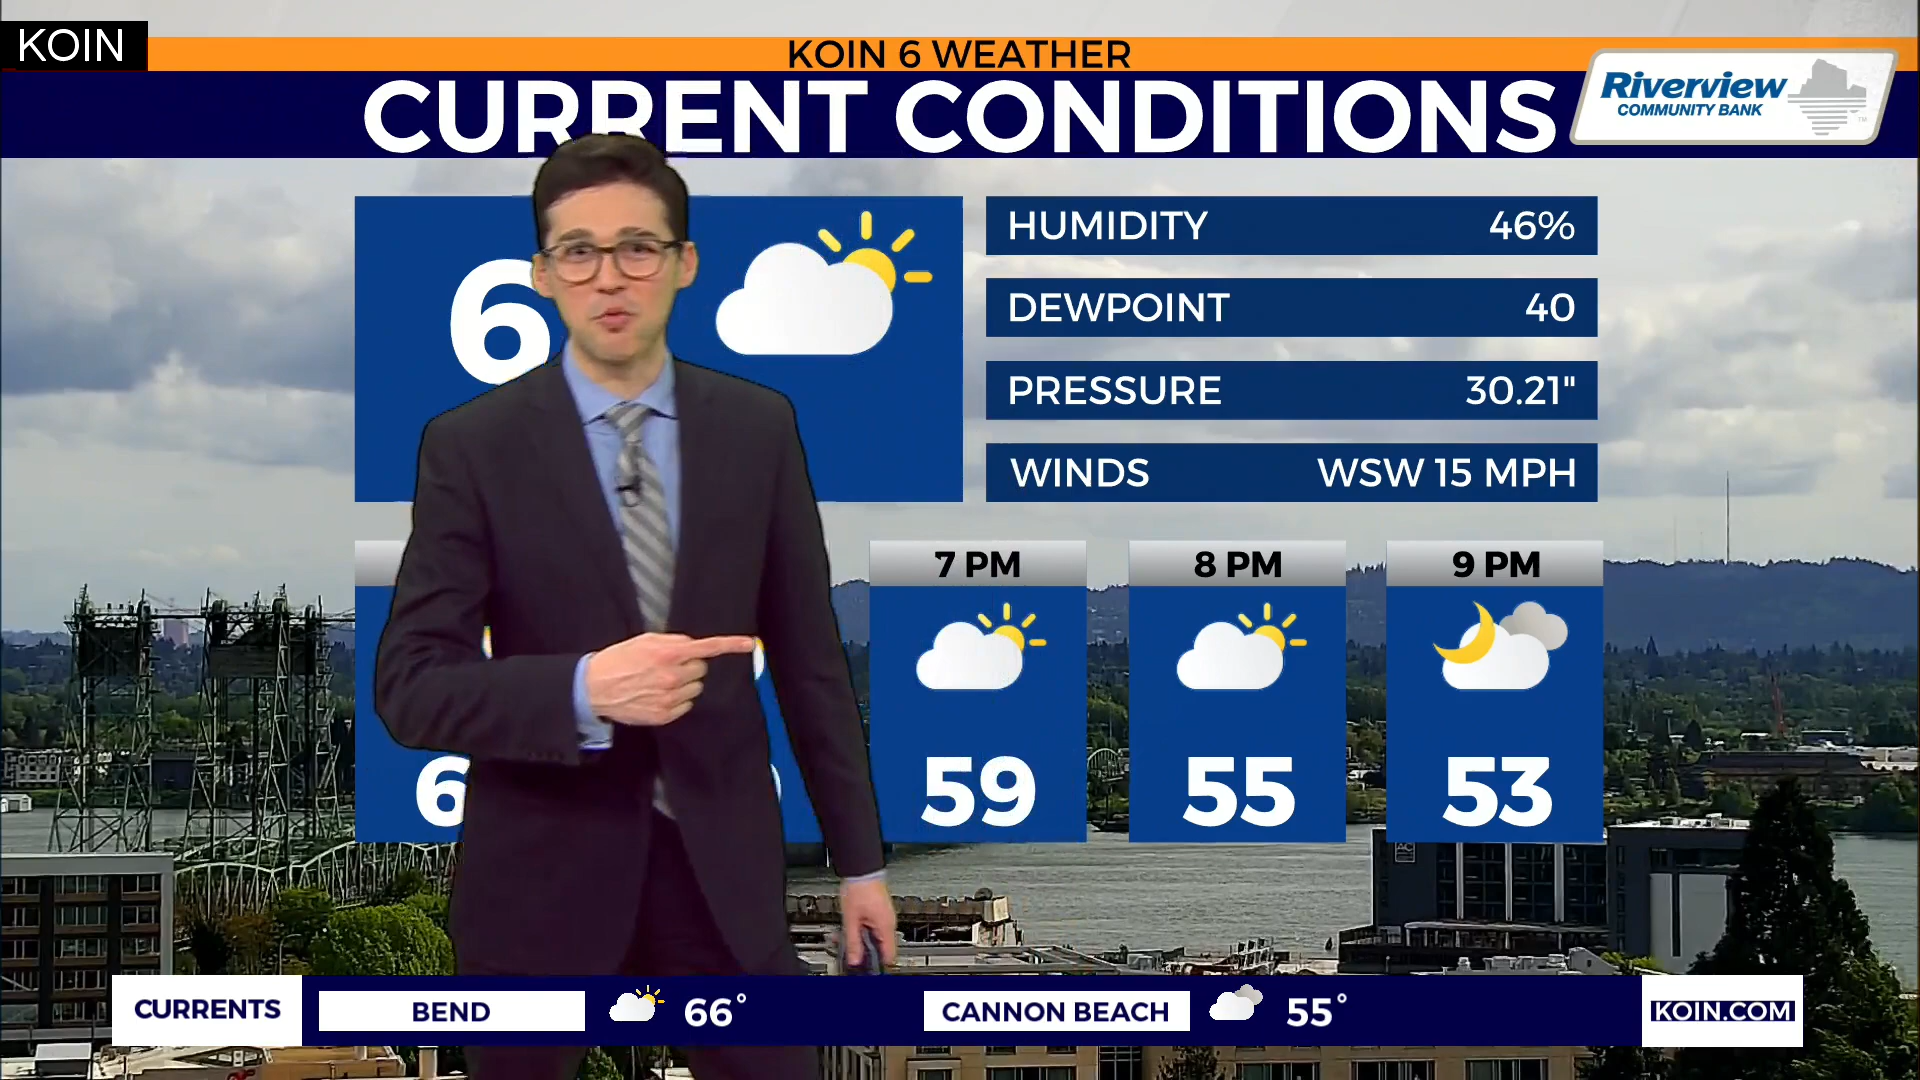 KOIN
KOIN 6 WEATHER
CURRENT CONDITIONS
Riverview
COMMUNITY BANK
TM
HUMIDITY 46%
DEWPOINT 40
PRESSURE 30.21"
WINDS WSW 15 MPH
7 PM 8 PM 9 PM
59 55 53
CURRENTS BEND 66° CANNON BEACH 55° KOIN.COM